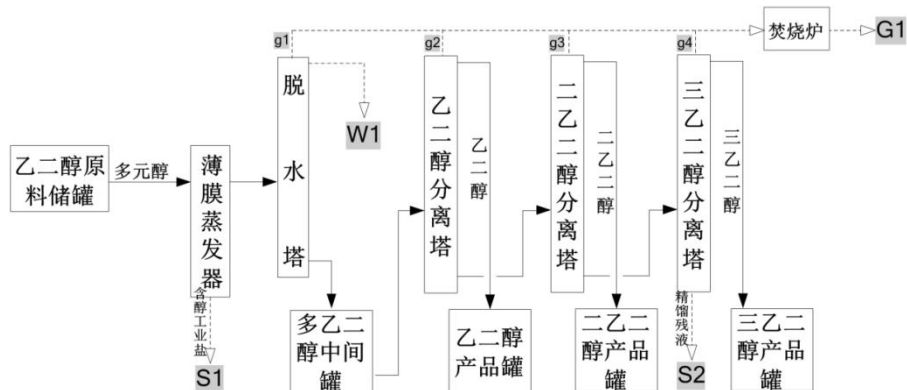 g1
g2
g3
g4
焚烧炉
G1
脱水塔
W1
乙二醇原
料储罐
多元醇
薄膜蒸发器
乙二醇分离塔
乙二醇
二乙二醇分离塔
二乙二醇
三乙二醇分离塔
三乙二醇
含醇工业盐
S1
多乙二
醇中间
罐
乙二醇
产品罐
二乙二
醇产品
罐
精馏残液
S2
三乙二
醇产品
罐